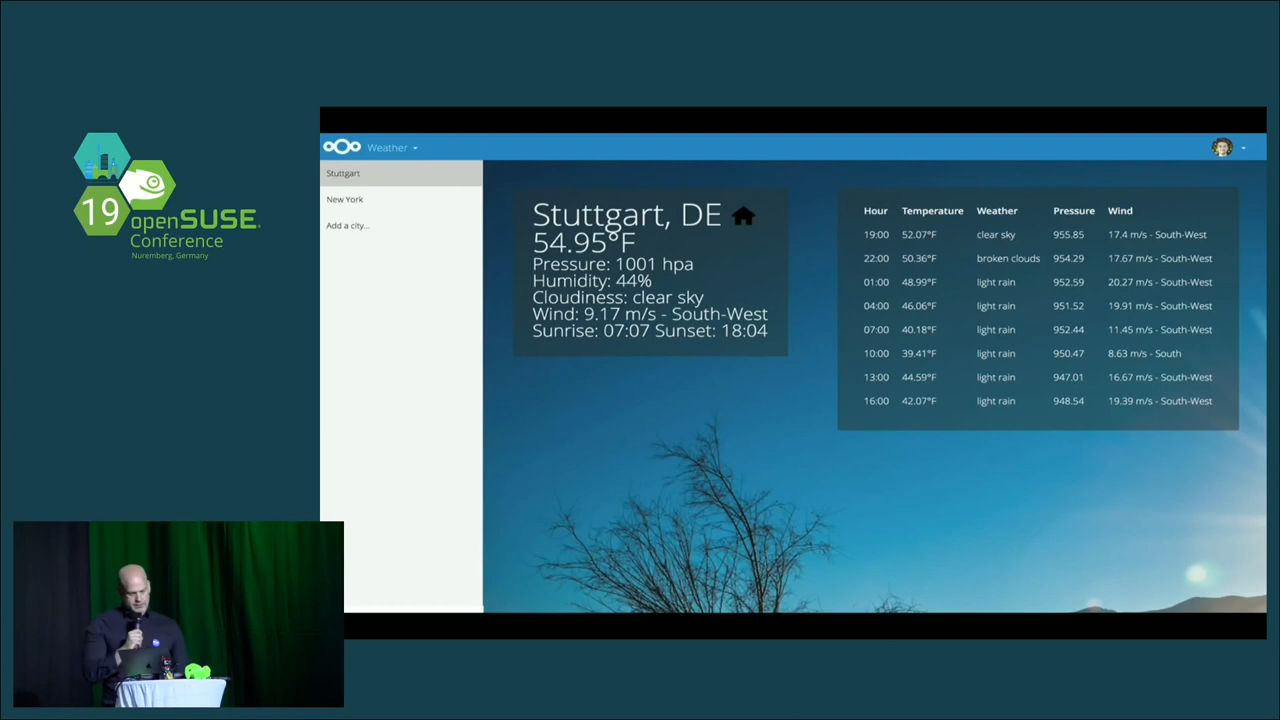 19
openSUSE
Conference
Nuremberg, Germany
Weather
Stuttgart
New York
Add a city...
Stuttgart, DE
54.95°F
Pressure: 1001 hpa
Humidity: 44%
Cloudiness: clear sky
Wind: 9.17 m/s - South-West
Sunrise: 07:07 Sunset: 18:04
Hour Temperature Weather Pressure Wind
19:00 52.07°F clear sky 955.85 17.4 m/s - South-West
22:00 50.36°F broken clouds 954.29 17.67 m/s - South-West
01:00 48.99°F light rain 952.59 20.27 m/s - South-West
04:00 46.06°F light rain 951.52 19.91 m/s - South-West
07:00 40.18°F light rain 952.44 11.45 m/s - South-West
10:00 39.41°F light rain 950.47 8.63 m/s - South
13:00 44.59°F light rain 947.01 16.67 m/s - South-West
16:00 42.07°F light rain 948.54 19.39 m/s - South-West